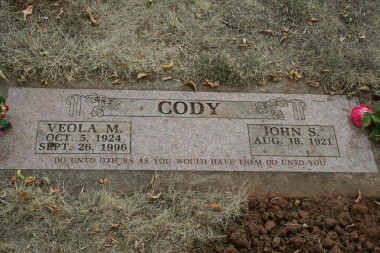 CODY
VEOLA M.
OCT. 5, 1924
SEPT. 26, 1996
JOHN S.
AUG. 18, 1921
DO UNTO OTHERS AS YOU WOULD HAVE THEM DO UNTO YOU